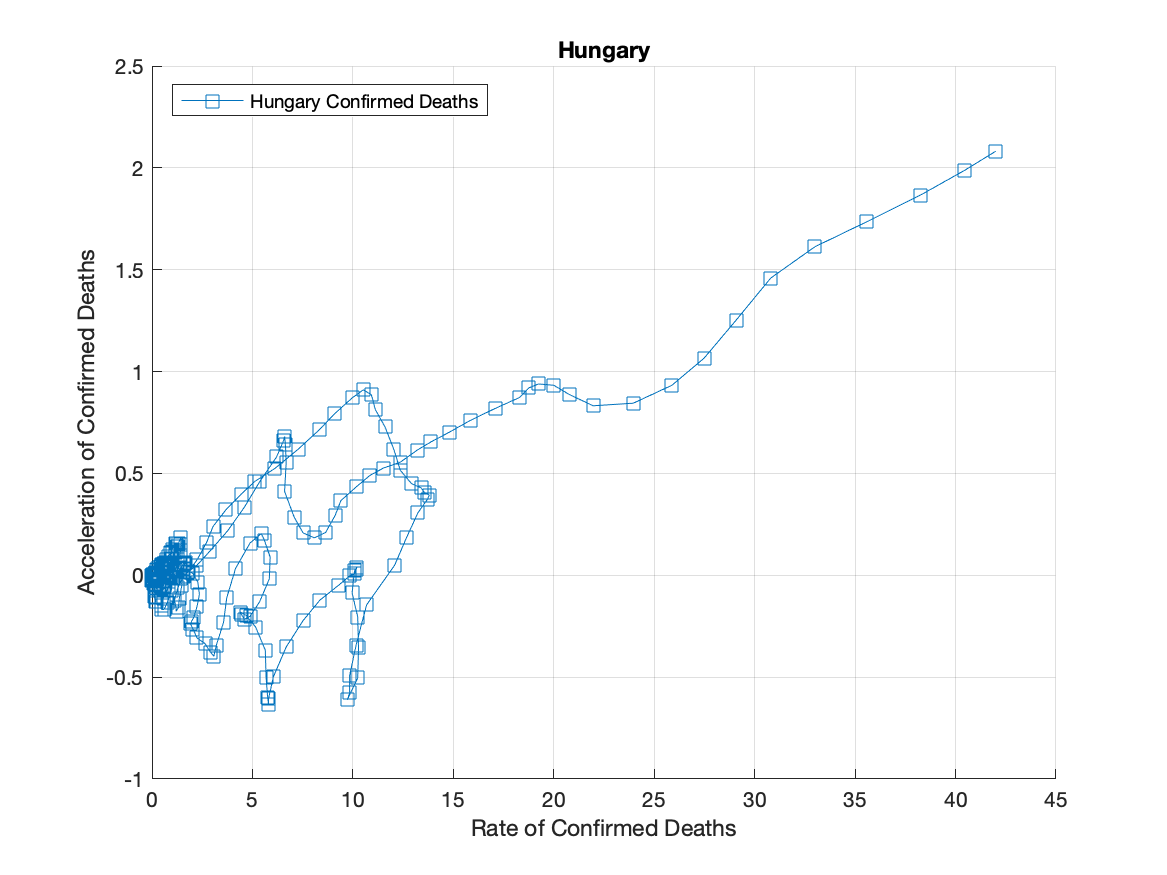 Hungary
Hungary Confirmed Deaths
2.5
2
1.5
1
0.5
0
-0.5
-1
Acceleration of Confirmed Deaths
0 5 10 15 20 25 30 35 40 45
Rate of Confirmed Deaths